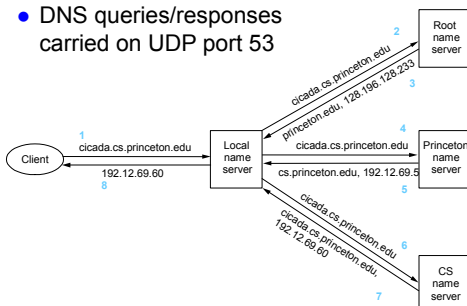 • DNS queries/responses
carried on UDP port 53
2
Root
name
server
cicada.cs.princeton.edu
princeton.edu, 128.196.128.233
3
1
cicada.cs.princeton.edu
Client
192.12.69.60
8
Local
name
server
4
cicada.cs.princeton.edu
cs.princeton.edu, 192.12.69.5
5
Princeton
name
server
cicada.cs.princeton.edu
6
cicada.cs.princeton.edu,
192.12.69.60
7
CS
name
server